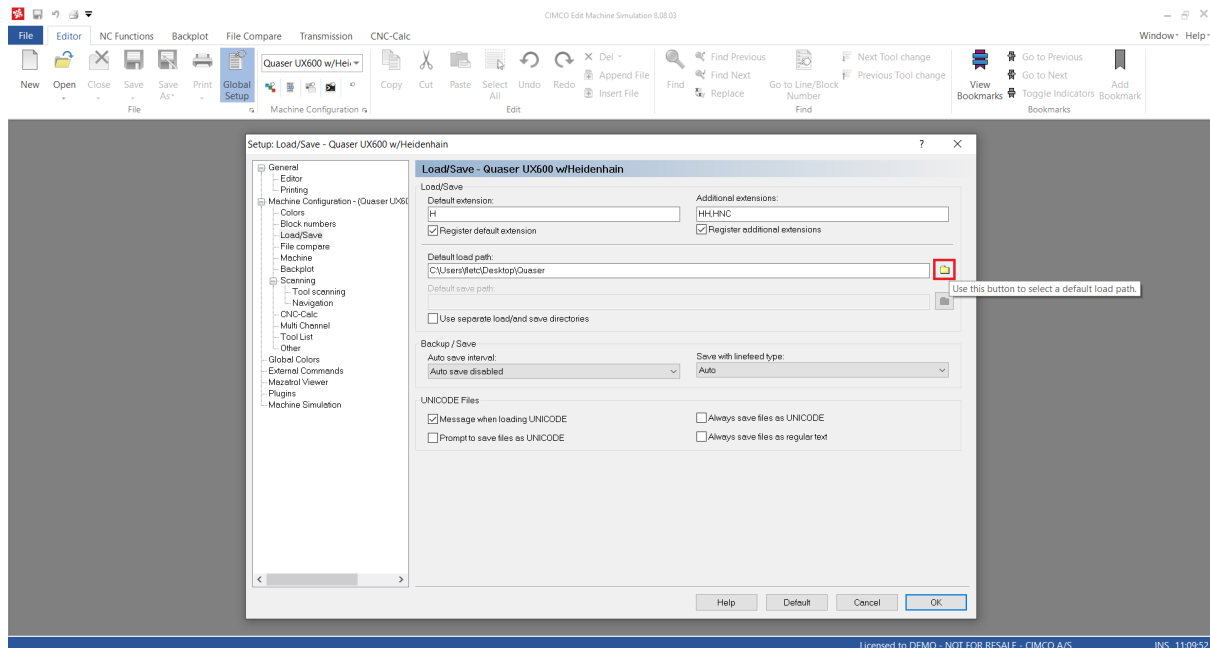 CIMCO Edit Machine Simulation 8.08.03
File Editor NC Functions Backplot File Compare Transmission CNC-Calc Window Help
New Open Close Save Save As Print Global Setup
Quaser UX600 w/Hei
Copy Cut Paste Select All Undo Redo
Del
Append File
Insert File
Find
Find Previous
Find Next
Replace
Go to Line/Block Number
Next Tool change
Previous Tool change
View Bookmarks
Go to Previous
Go to Next
Toggle Indicators
Add Bookmark
File Machine Configuration Edit Find Bookmarks
Setup: Load/Save - Quaser UX600 w/Heidenhain ?
General
Editor
Printing
Machine Configuration - (Quaser UX60
Colors
Block numbers
Load/Save
File compare
Machine
Backplot
Scanning
Tool scanning
Navigation
CNC-Calc
Multi Channel
Tool List
Other
Global Colors
External Commands
Mazatrol Viewer
Plugins
Machine Simulation
Load/Save - Quaser UX600 w/Heidenhain
Load/Save
Default extension: Additional extensions:
H HH,HNC
Register default extension Register additional extensions
Default load path:
C:\Users\fletc\Desktop\Quaser
Use this button to select a default load path.
Default save path:
Use separate load/and save directories
Backup / Save
Auto save interval: Save with linefeed type:
Auto save disabled Auto
UNICODE Files
Message when loading UNICODE Always save files as UNICODE
Prompt to save files as UNICODE Always save files as regular text
Help Default Cancel OK
Licensed to DEMO - NOT FOR RESALE - CIMCO A/S INS 11:09:52